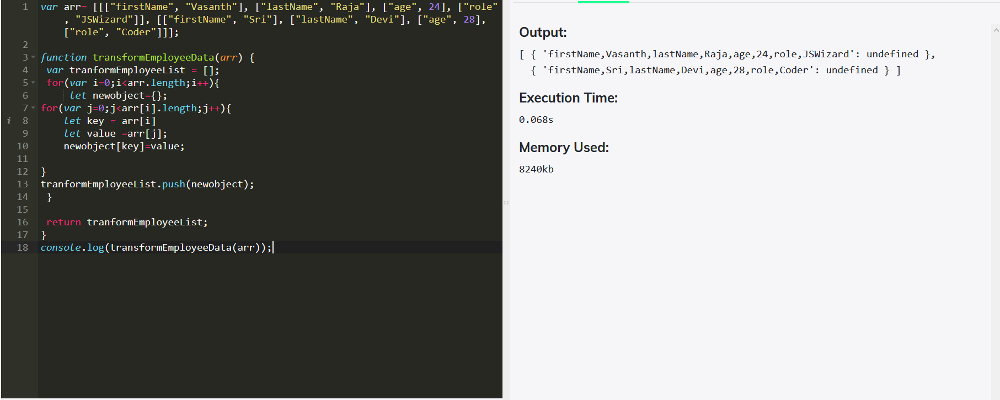 1 var arr= [[["firstName", "Vasanth"], ["lastName", "Raja"], ["age", 24], ["role"
, "JSWizard"]], [["firstName", "Sri"], ["lastName", "Devi"], ["age", 28],
["role", "Coder"]]];
2
3 function transformEmployeeData(arr) {
4 var tranformEmployeeList = [];
5 for(var i=0;i<arr.length;i++){
6 let newobject={};
7 for(var j=0;j<arr[i].length;j++){
i 8 let key = arr[i]
9 let value =arr[j];
10 newobject[key]=value;
11
12 }
13 tranformEmployeeList.push(newobject);
14 }
15
16 return tranformEmployeeList;
17 }
18 console.log(transformEmployeeData(arr));
Output:
[ { 'firstName,Vasanth,lastName,Raja,age,24,role,JSWizard': undefined },
{ 'firstName,Sri,lastName,Devi,age,28,role,Coder': undefined } ]
Execution Time:
0.068s
Memory Used:
8240kb